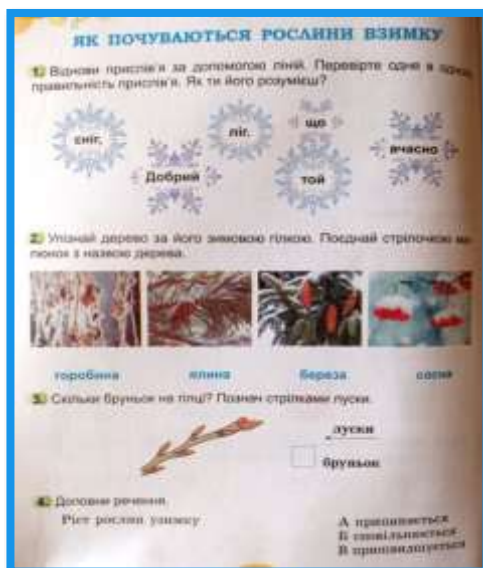 ЯК ПОЧУВАЮТЬСЯ РОСЛИНИ ВЗИМКУ
1. Віднови прислів'я за допомогою ліній. Перевірте одне в одного
правильність прислів'я. Як ти його розумієш?
сніг, ліг. що вчасно
Добрий той
2. Упізнай дерево за його зимовою гілкою. Поєднай стрілочкою ма-
люнок з назвою дерева.
горобина ялина береза сосна
3. Скільки бруньок на гілці? Познач стрілками луски.
луски
бруньок
4. Доповни речення.
Ріст рослин узимку
А припиняється
Б сповільнюється
В пришвидшується